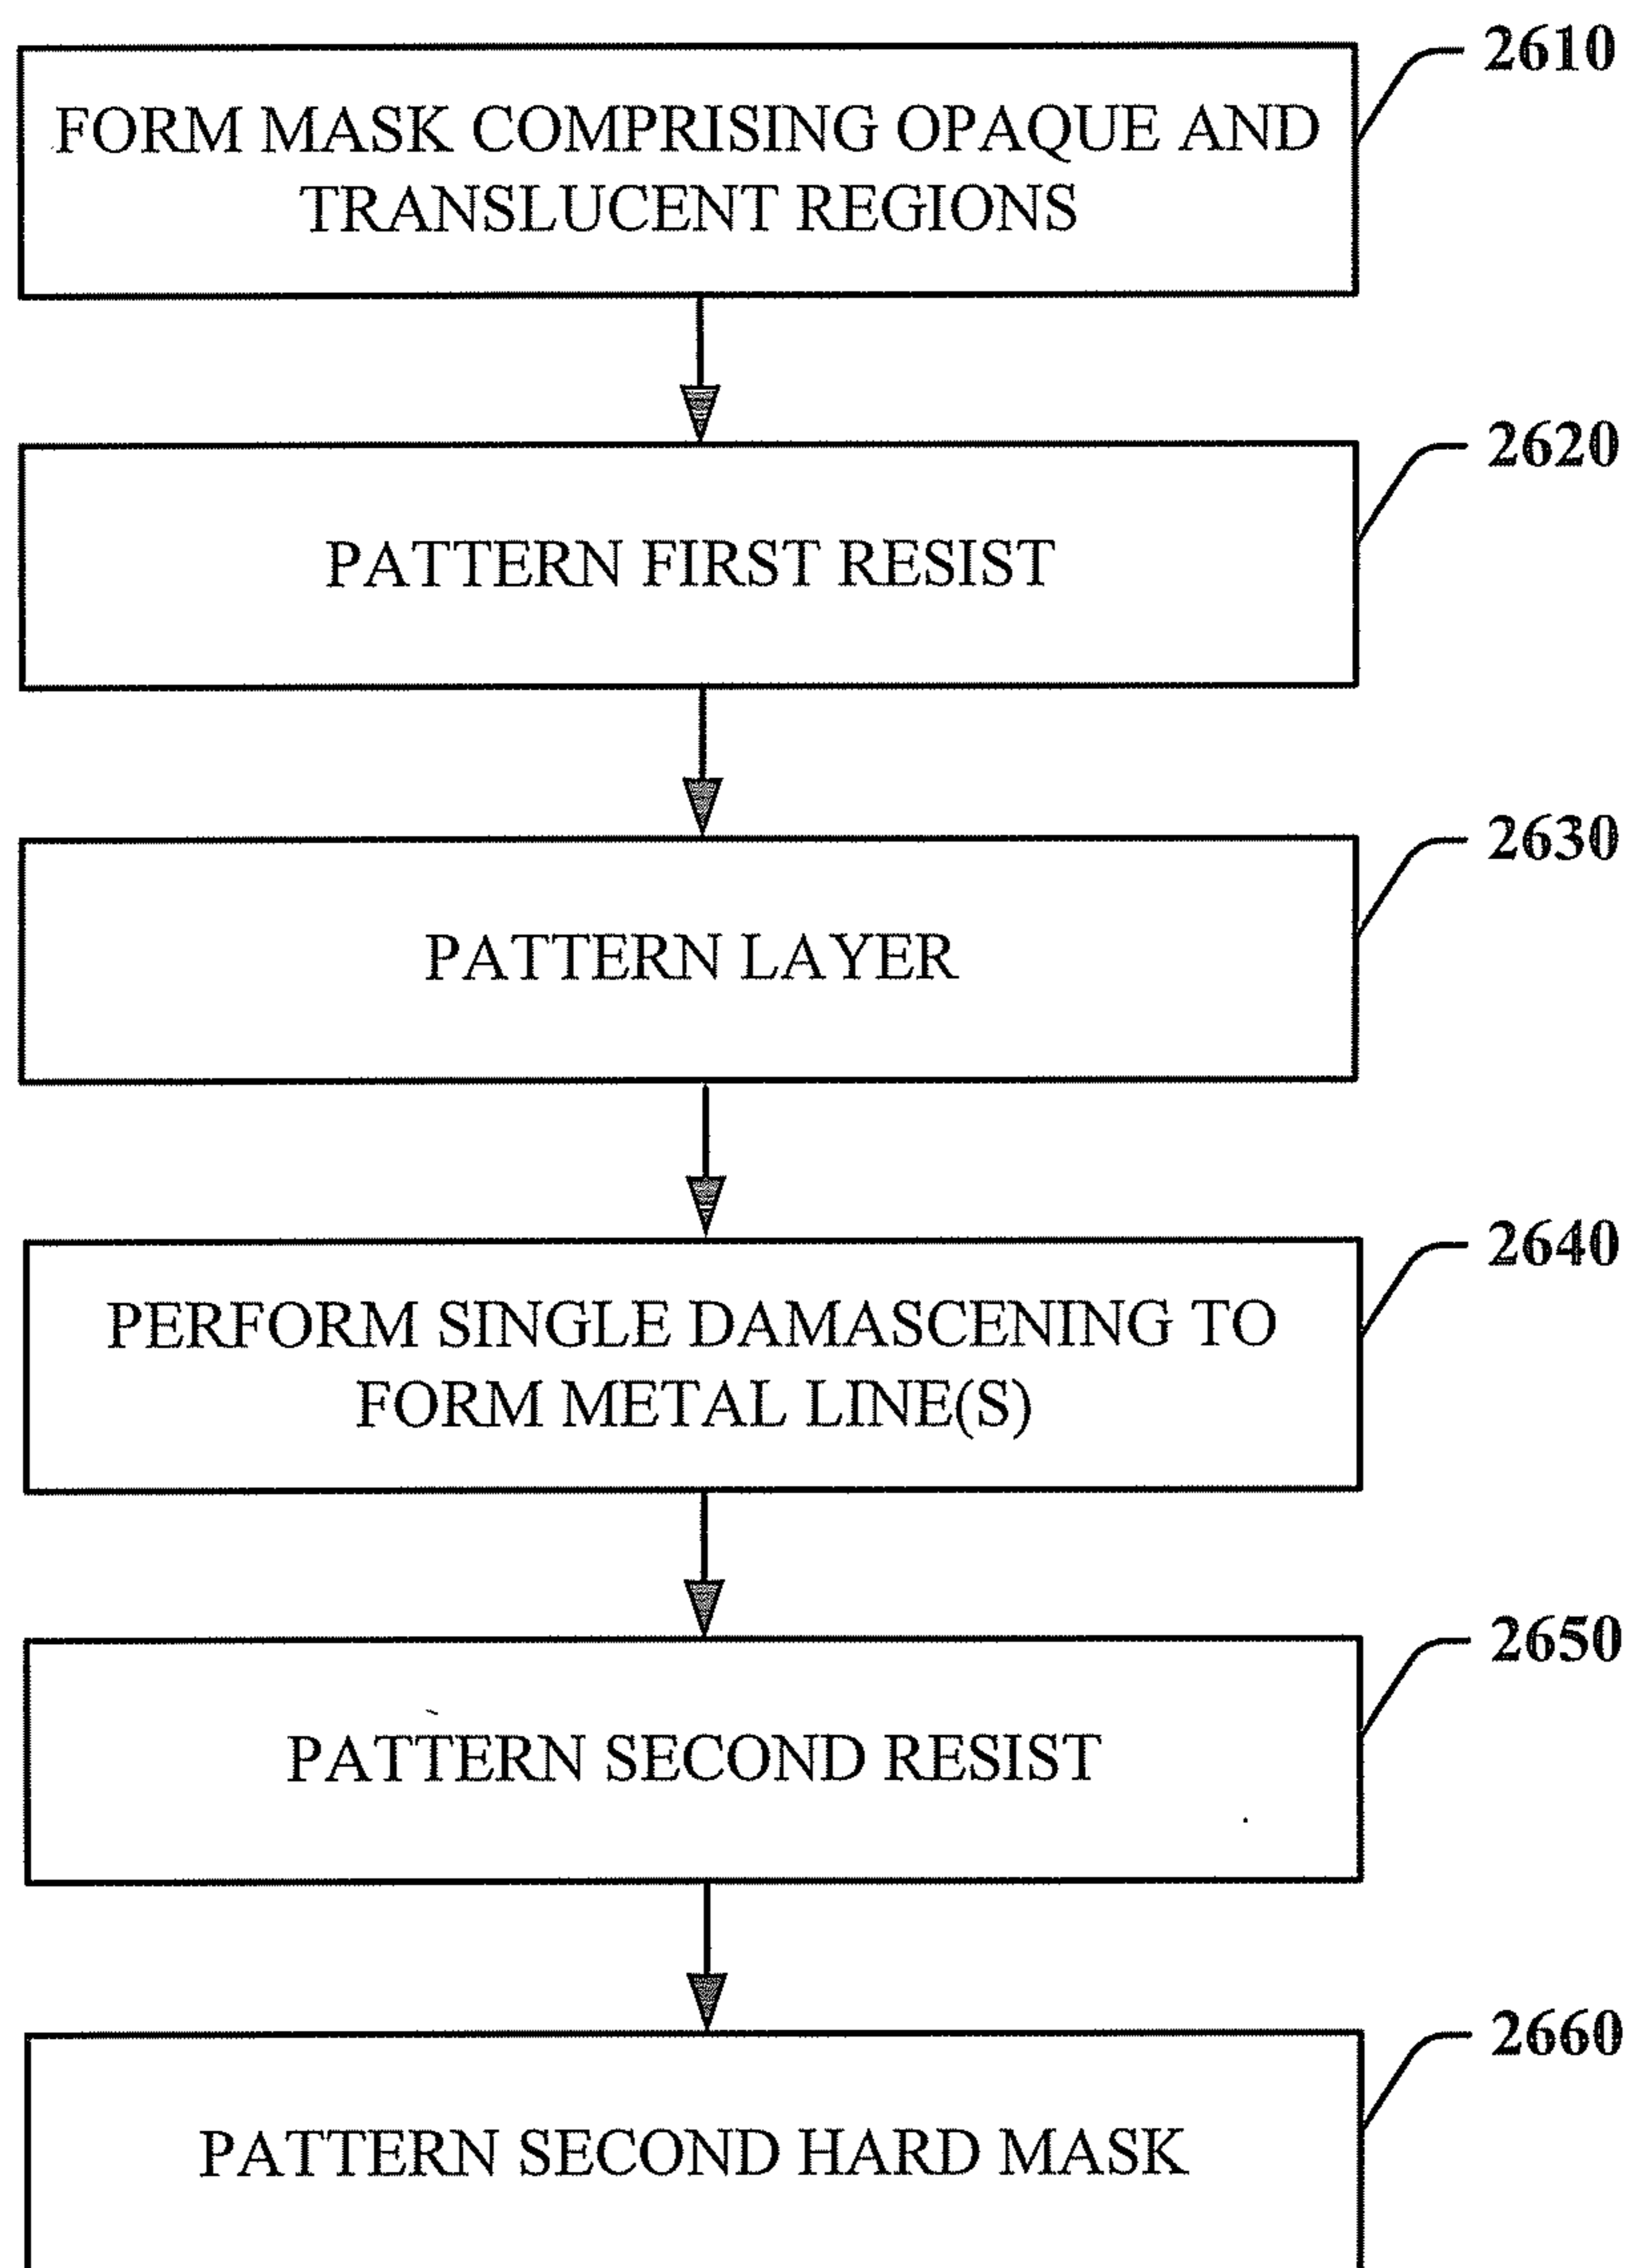 2610
FORM MASK COMPRISING OPAQUE AND
TRANSLUCENT REGIONS
2620
PATTERN FIRST RESIST
2630
PATTERN LAYER
2640
PERFORM SINGLE DAMASCENING TO
FORM METAL LINE(S)
2650
PATTERN SECOND RESIST
2660
PATTERN SECOND HARD MASK